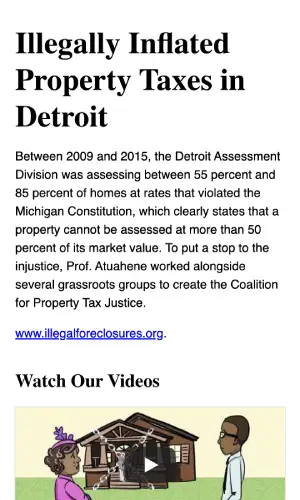 Illegally Inflated
Property Taxes in
Detroit
Between 2009 and 2015, the Detroit Assessment
Division was assessing between 55 percent and
85 percent of homes at rates that violated the
Michigan Constitution, which clearly states that a
property cannot be assessed at more than 50
percent of its market value. To put a stop to the
injustice, Prof. Atuahene worked alongside
several grassroots groups to create the Coalition
for Property Tax Justice.
www.illegalforeclosures.org.
Watch Our Videos